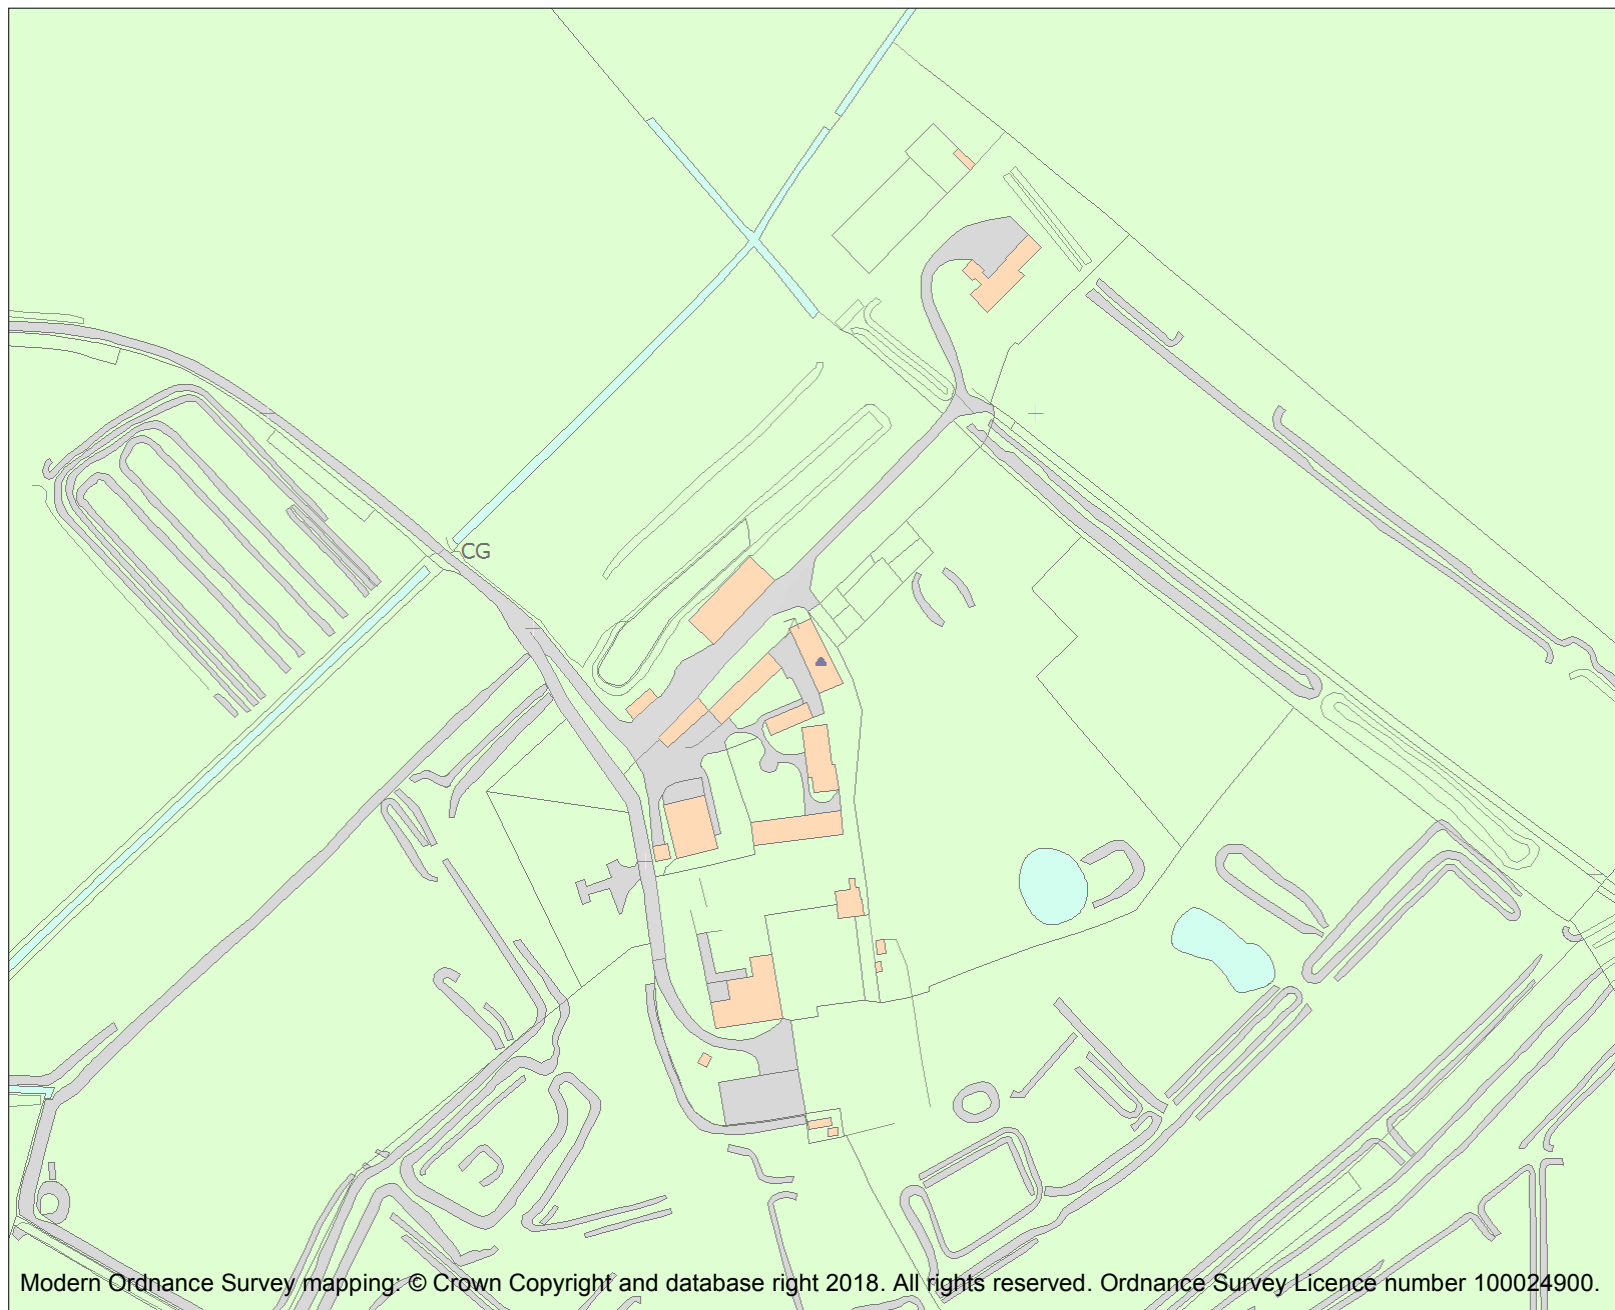 CG
Modern Ordnance Survey mapping: © Crown Copyright and database right 2018. All rights reserved. Ordnance Survey Licence number 100024900.